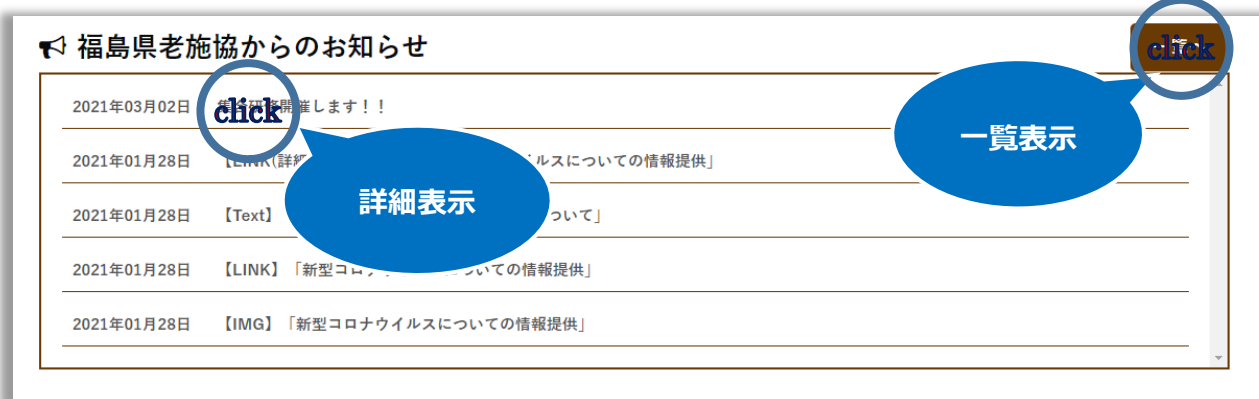 福島県老施協からのお知らせ
click
一覧表示
2021年03月02日 開催します！！
click
2021年01月28日 【LINK(詳細 イルスについての情報提供」
詳細表示
2021年01月28日 【Text】 ついて」
2021年01月28日 【LINK】「新型コロナ ついての情報提供」
2021年01月28日 【IMG】「新型コロナウイルスについての情報提供」